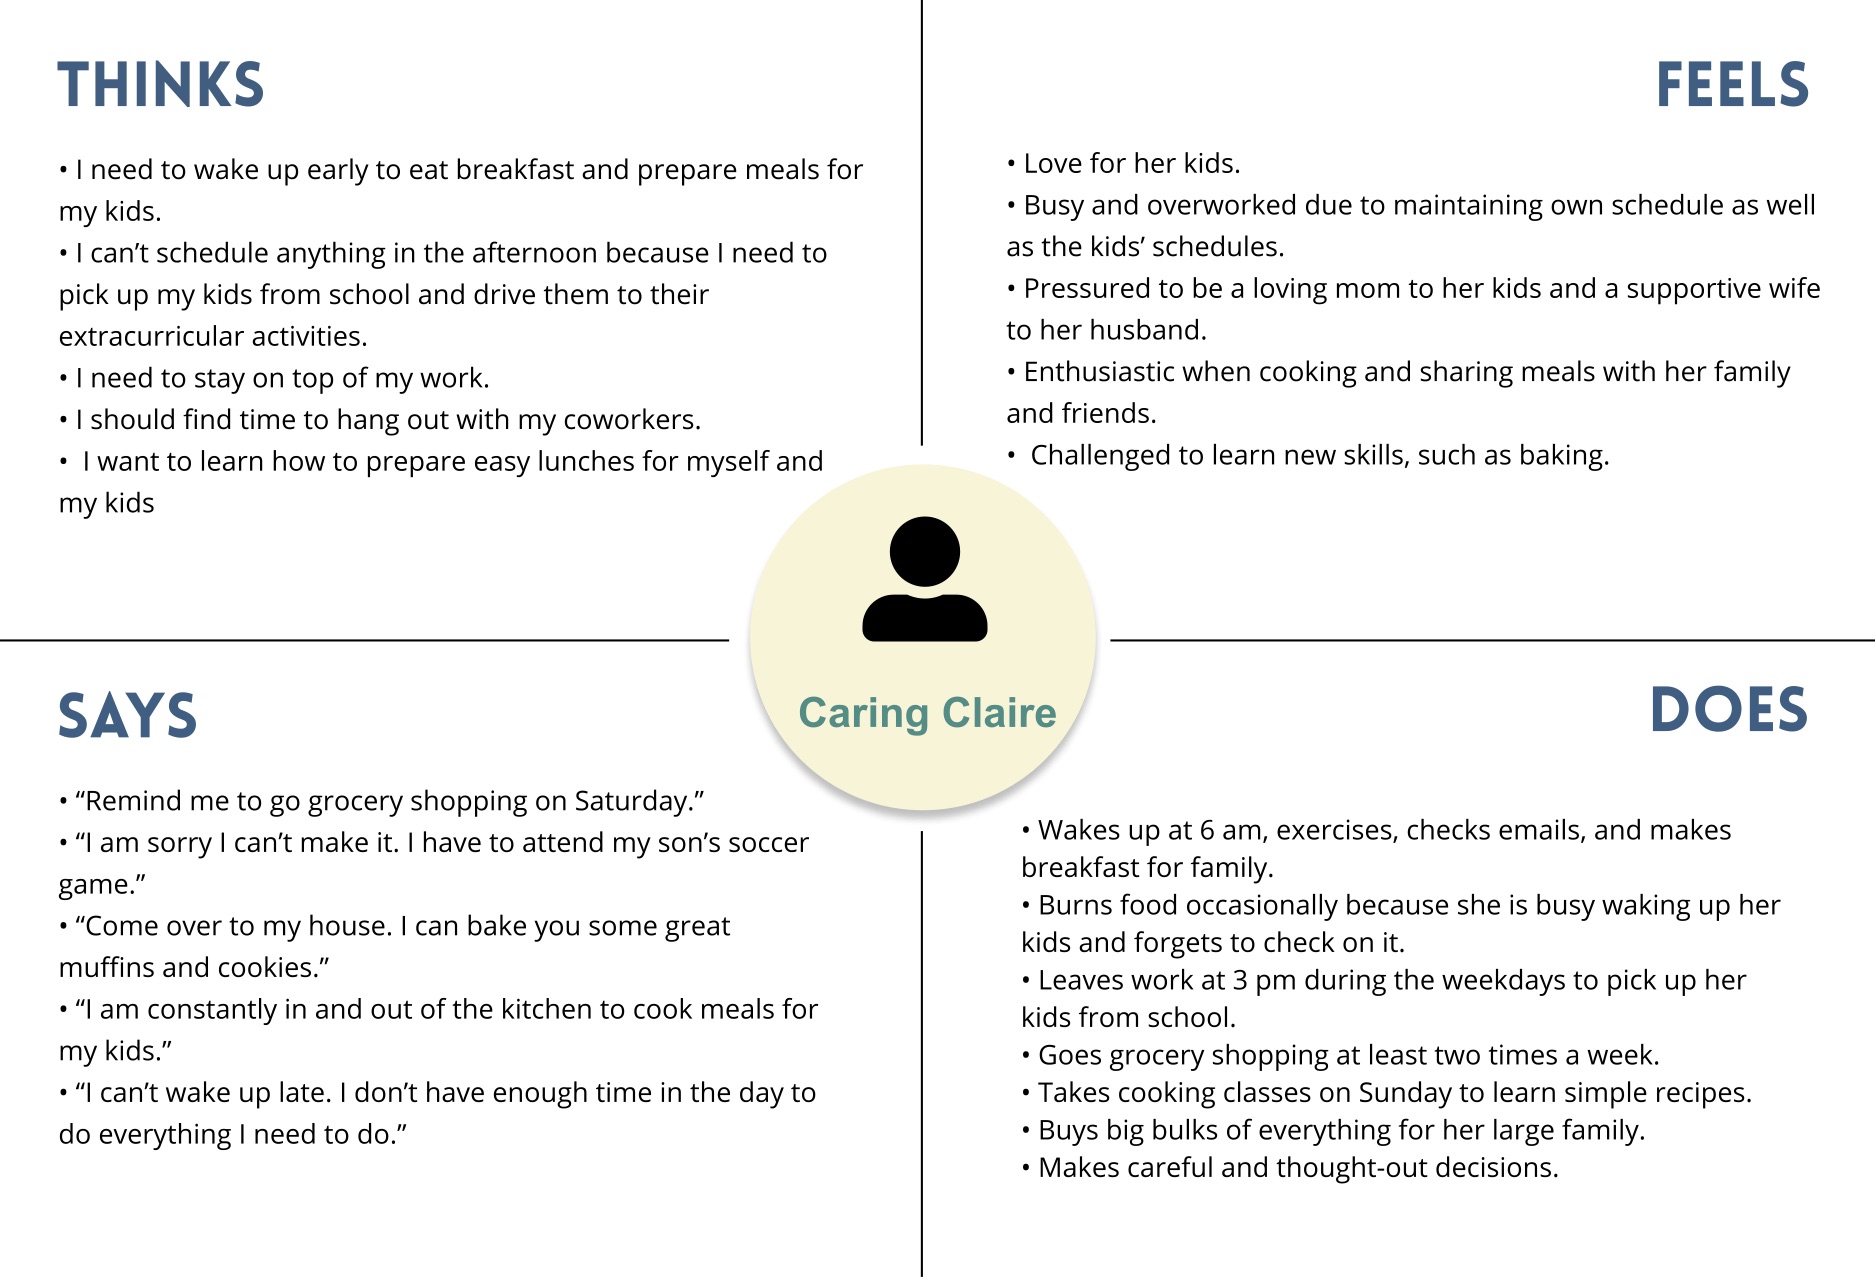 THINKS
• I need to wake up early to eat breakfast and prepare meals for
my kids.
• I can’t schedule anything in the afternoon because I need to
pick up my kids from school and drive them to their
extracurricular activities.
• I need to stay on top of my work.
• I should find time to hang out with my coworkers.
•  I want to learn how to prepare easy lunches for myself and
my kids
FEELS
• Love for her kids.
• Busy and overworked due to maintaining own schedule as well
as the kids’ schedules.
• Pressured to be a loving mom to her kids and a supportive wife
to her husband.
• Enthusiastic when cooking and sharing meals with her family
and friends.
•  Challenged to learn new skills, such as baking.
Caring Claire
SAYS
• “Remind me to go grocery shopping on Saturday.”
• “I am sorry I can’t make it. I have to attend my son’s soccer
game.”
• “Come over to my house. I can bake you some great
muffins and cookies.”
• “I am constantly in and out of the kitchen to cook meals for
my kids.”
• “I can’t wake up late. I don’t have enough time in the day to
do everything I need to do.”
DOES
• Wakes up at 6 am, exercises, checks emails, and makes
breakfast for family.
• Burns food occasionally because she is busy waking up her
kids and forgets to check on it.
• Leaves work at 3 pm during the weekdays to pick up her
kids from school.
• Goes grocery shopping at least two times a week.
• Takes cooking classes on Sunday to learn simple recipes.
• Buys big bulks of everything for her large family.
• Makes careful and thought-out decisions.